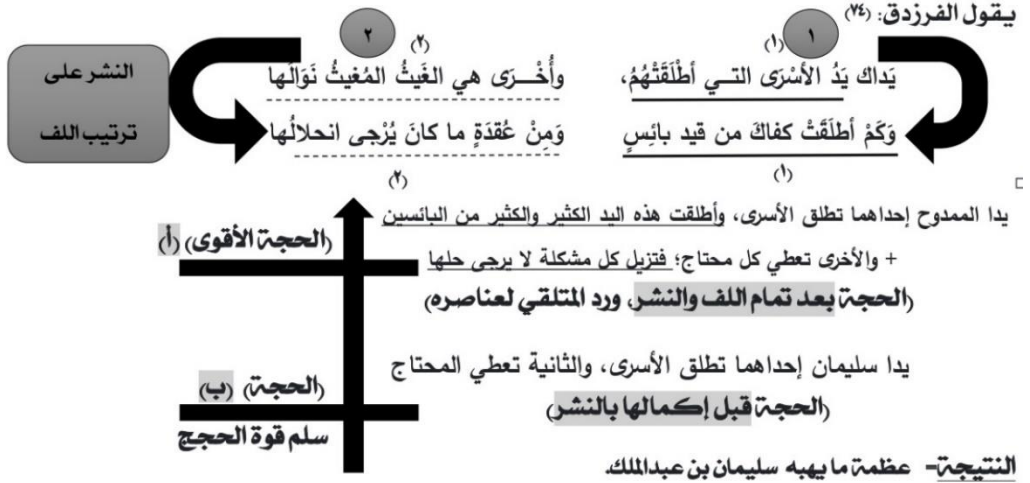 يقول الفرزدق: (٧٤)
١
٢
(١)
(٢)
يَداك يَدُ الأسْرَى التي أطْلَقَتْهُمُ، وأُخْرَى هي الغَيثُ المُغيثُ نَوَالُها
وَكَمْ أطلَقَتْ كفاكَ من قيد بائِسٍ وَمِنْ عُقدَةٍ ما كانَ يُرْجى انحلالُها
(١)
(٢)
النشر على
ترتيب اللف
يدا الممدوح إحداهما تطلق الأسرى، وأطلقت هذه اليد الكثير والكثير من البائسين
+ والأخرى تعطي كل محتاج؛ فتزيل كل مشكلة لا يرجى حلها
(الحجة الأقوى) (أ)
(الحجة بعد تمام اللف والنشر، ورد المتلقي لعناصره)
يدا سليمان إحداهما تطلق الأسرى، والثانية تعطي المحتاج
(الحجة) (ب)
(الحجة قبل إكمالها بالنشر)
سلم قوة الحجج
النتيجة- عظمة ما يهبه سليمان بن عبدالملك.